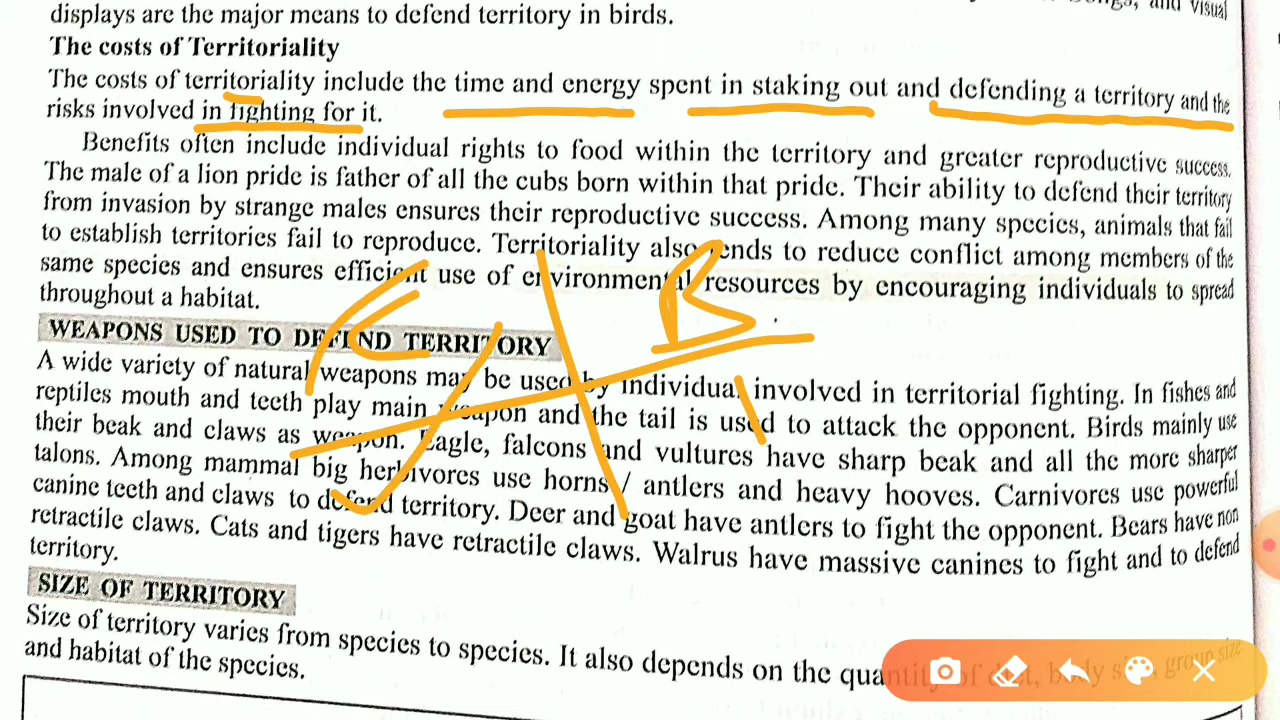 displays are the major means to defend territory in birds.
and visual
The costs of Territoriality
The costs of territoriality include the time and energy spent in staking out and defending a territory and the
risks involved in fighting for it.
Benefits often include individual rights to food within the territory and greater reproductive success.
The male of a lion pride is father of all the cubs born within that pride. Their ability to defend their territory
from invasion by strange males ensures their reproductive success. Among many species, animals that fail
to establish territories fail to reproduce. Territoriality also tends to reduce conflict among members of the
same species and ensures efficient use of environmental resources by encouraging individuals to spread
throughout a habitat.
WEAPONS USED TO DEFEND TERRITORY
A wide variety of natural weapons may be used by individual involved in territorial fighting. In fishes and
reptiles mouth and teeth play main weapon and the tail is used to attack the opponent. Birds mainly use
their beak and claws as weapon. Eagle, falcons and vultures have sharp beak and all the more sharper
talons. Among mammal big herbivores use horns / antlers and heavy hooves. Carnivores use powerful
canine teeth and claws to defend territory. Deer and goat have antlers to fight the opponent. Bears have non
retractile claws. Cats and tigers have retractile claws. Walrus have massive canines to fight and to defend
territory.
SIZE OF TERRITORY
Size of territory varies from species to species. It also depends on the quantity of diet, body size, group size
and habitat of the species.